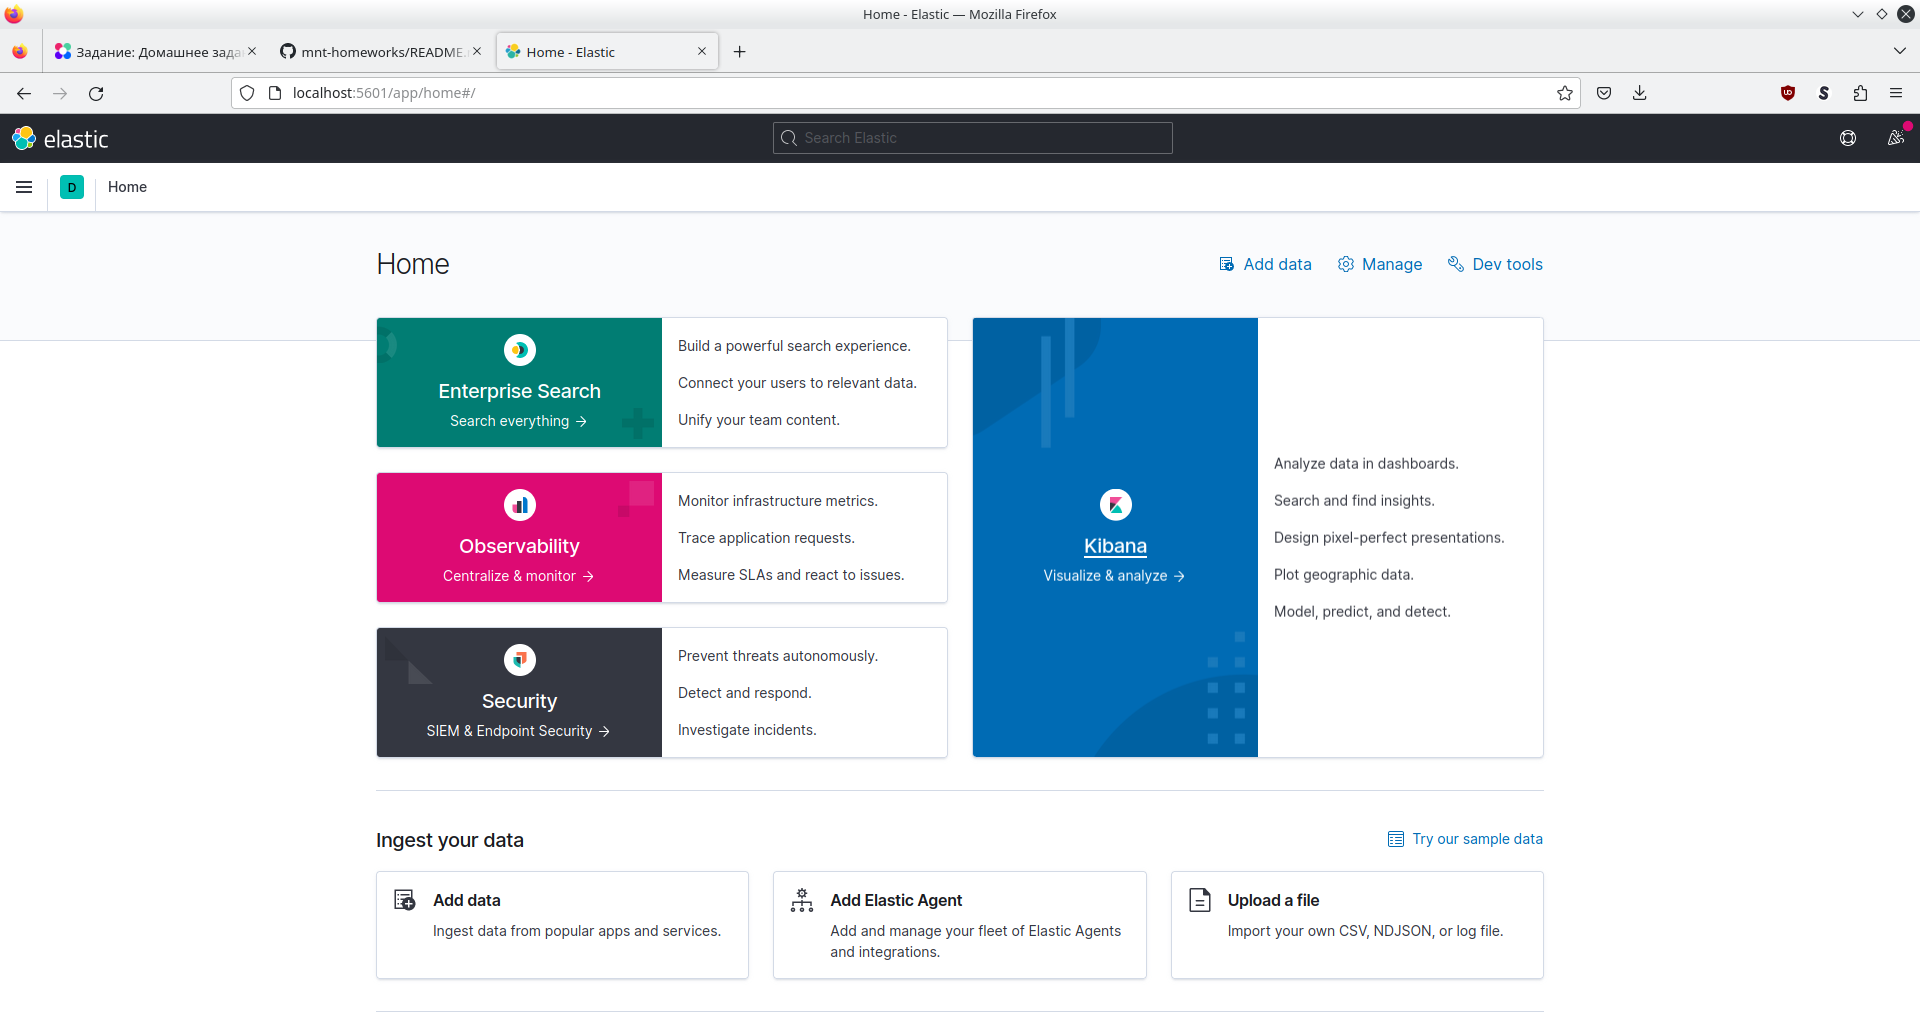 Home - Elastic — Mozilla Firefox
Задание: Домашнее зада
mnt-homeworks/README.
Home - Elastic
localhost:5601/app/home#/
elastic
Search Elastic
D
Home
Home
Add data
Manage
Dev tools
Enterprise Search
Search everything →
Build a powerful search experience.
Connect your users to relevant data.
Unify your team content.
Observability
Centralize & monitor →
Monitor infrastructure metrics.
Trace application requests.
Measure SLAs and react to issues.
Security
SIEM & Endpoint Security →
Prevent threats autonomously.
Detect and respond.
Investigate incidents.
Kibana
Visualize & analyze →
Analyze data in dashboards.
Search and find insights.
Design pixel-perfect presentations.
Plot geographic data.
Model, predict, and detect.
Ingest your data
Try our sample data
Add data
Ingest data from popular apps and services.
Add Elastic Agent
Add and manage your fleet of Elastic Agents
and integrations.
Upload a file
Import your own CSV, NDJSON, or log file.